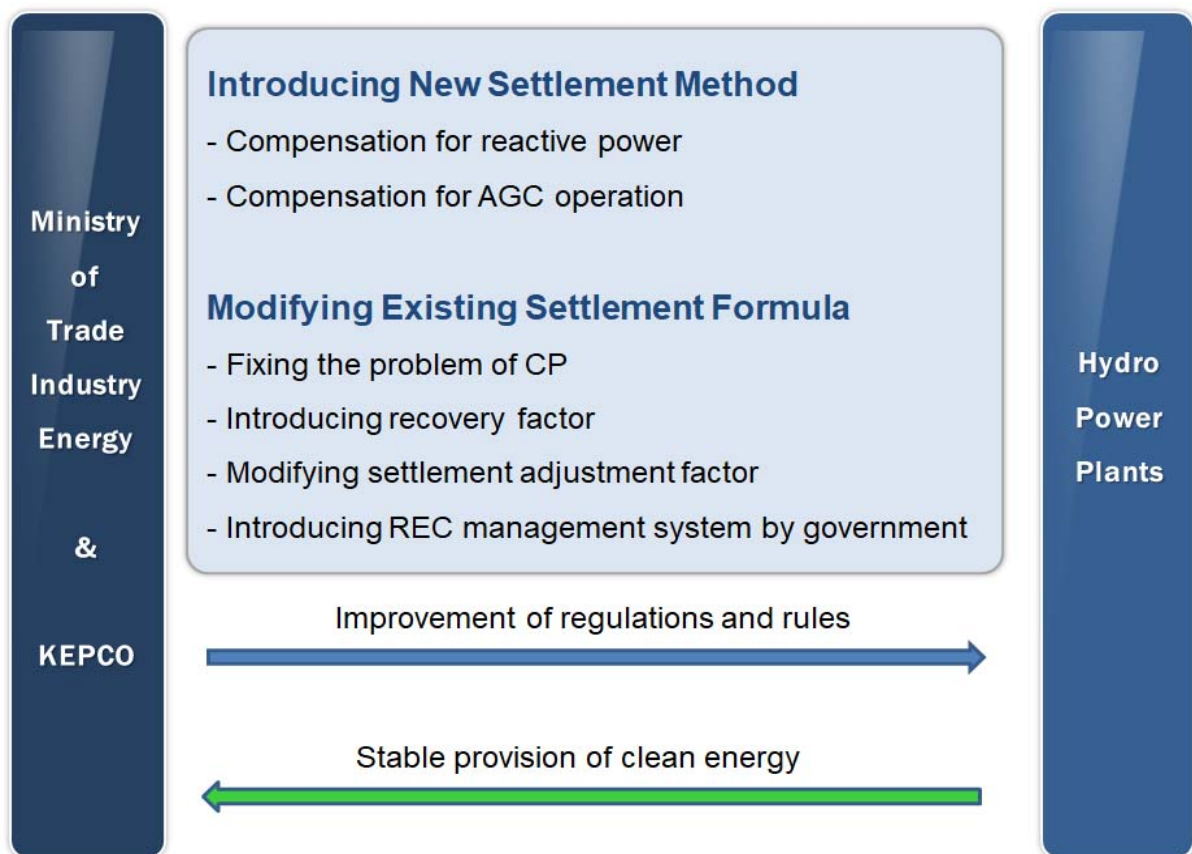 Ministry
of
Trade
Industry
Energy
&
KEPCO
Introducing New Settlement Method
- Compensation for reactive power
- Compensation for AGC operation
Modifying Existing Settlement Formula
- Fixing the problem of CP
- Introducing recovery factor
- Modifying settlement adjustment factor
- Introducing REC management system by government
Improvement of regulations and rules
Stable provision of clean energy
Hydro
Power
Plants